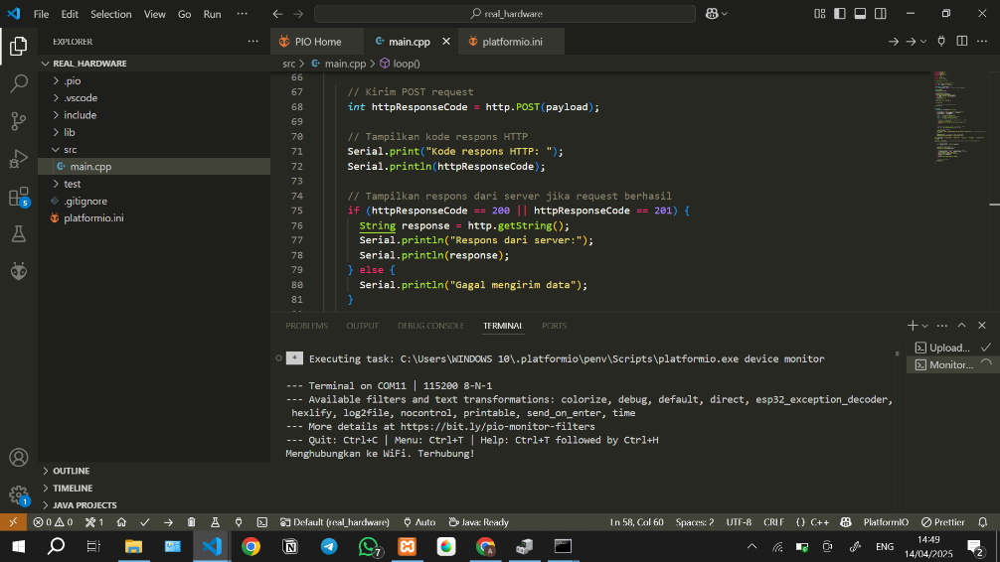 File Edit Selection View Go Run ··· real_hardware
EXPLORER ···
REAL_HARDWARE
.pio
.vscode
include
lib
src
main.cpp
test
.gitignore
platformio.ini
OUTLINE
TIMELINE
JAVA PROJECTS
5
1
PIO Home main.cpp platformio.ini
src > main.cpp > loop()
66
67 // Kirim POST request
68 int httpResponseCode = http.POST(payload);
69
70 // Tampilkan kode respons HTTP
71 Serial.print("Kode respons HTTP: ");
72 Serial.println(httpResponseCode);
73
74 // Tampilkan respons dari server jika request berhasil
75 if (httpResponseCode == 200 || httpResponseCode == 201) {
76 String response = http.getString();
77 Serial.println("Respons dari server:");
78 Serial.println(response);
79 } else {
80 Serial.println("Gagal mengirim data");
81 }
PROBLEMS OUTPUT DEBUG CONSOLE TERMINAL PORTS
Upload...
Monitor...
* Executing task: C:\Users\WINDOWS 10\.platformio\penv\Scripts\platformio.exe device monitor
--- Terminal on COM11 | 115200 8-N-1
--- Available filters and text transformations: colorize, debug, default, direct, esp32_exception_decoder,
hexlify, log2file, nocontrol, printable, send_on_enter, time
--- More details at https://bit.ly/pio-monitor-filters
--- Quit: Ctrl+C | Menu: Ctrl+T | Help: Ctrl+T followed by Ctrl+H
Menghubungkan ke WiFi. Terhubung!
0 0 1 Default (real_hardware) Auto Java: Ready Ln 58, Col 60 Spaces: 2 UTF-8 CRLF {} C++ PlatformIO Prettier
7 A ENG 14:49
14/04/2025
2